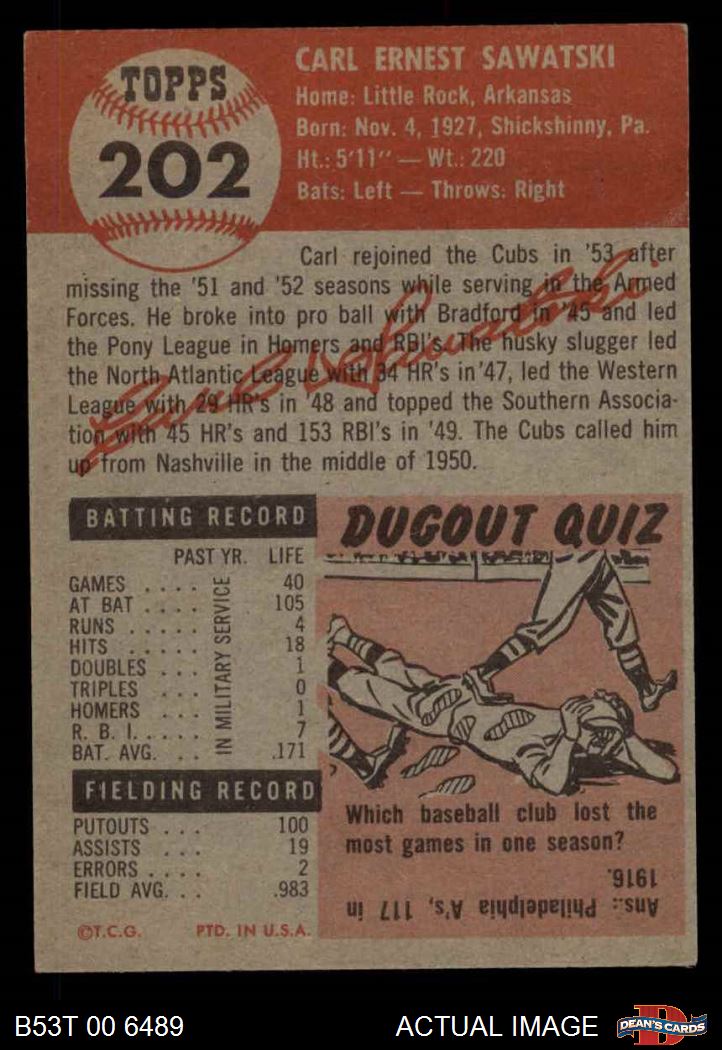 TOPPS
202
CARL ERNEST SAWATSKI
Home: Little Rock, Arkansas
Born: Nov. 4, 1927, Shickshinny, Pa.
Ht.: 5'11" — Wt.: 220
Bats: Left — Throws: Right
Carl rejoined the Cubs in '53 after
missing the '51 and '52 seasons while serving in the Armed
Forces. He broke into pro ball with Bradford in '45 and led
the Pony League in Homers and RBI's. The husky slugger led
the North Atlantic League with 34 HR's in '47, led the Western
League with 29 HR's in '48 and topped the Southern Associa-
tion with 45 HR's and 153 RBI's in '49. The Cubs called him
up from Nashville in the middle of 1950.
Carl Sawatski
BATTING RECORD
PAST YR. LIFE
GAMES . . . . 40
AT BAT . . . . 105
RUNS . . . . . 4
HITS . . . . . 18
DOUBLES . . . 1
TRIPLES . . . 0
HOMERS . . . 1
R. B. I. . . . . 7
BAT. AVG. . . .171
IN MILITARY SERVICE
FIELDING RECORD
PUTOUTS . . . 100
ASSISTS . . . 19
ERRORS . . . . 2
FIELD AVG. . . .983
©T.C.G. PTD. IN U.S.A.
DUGOUT QUIZ
Which baseball club lost the
most games in one season?
Ans.: Philadelphia A's, 117 in
1916.
B53T 00 6489
ACTUAL IMAGE
D
DEAN'S CARDS